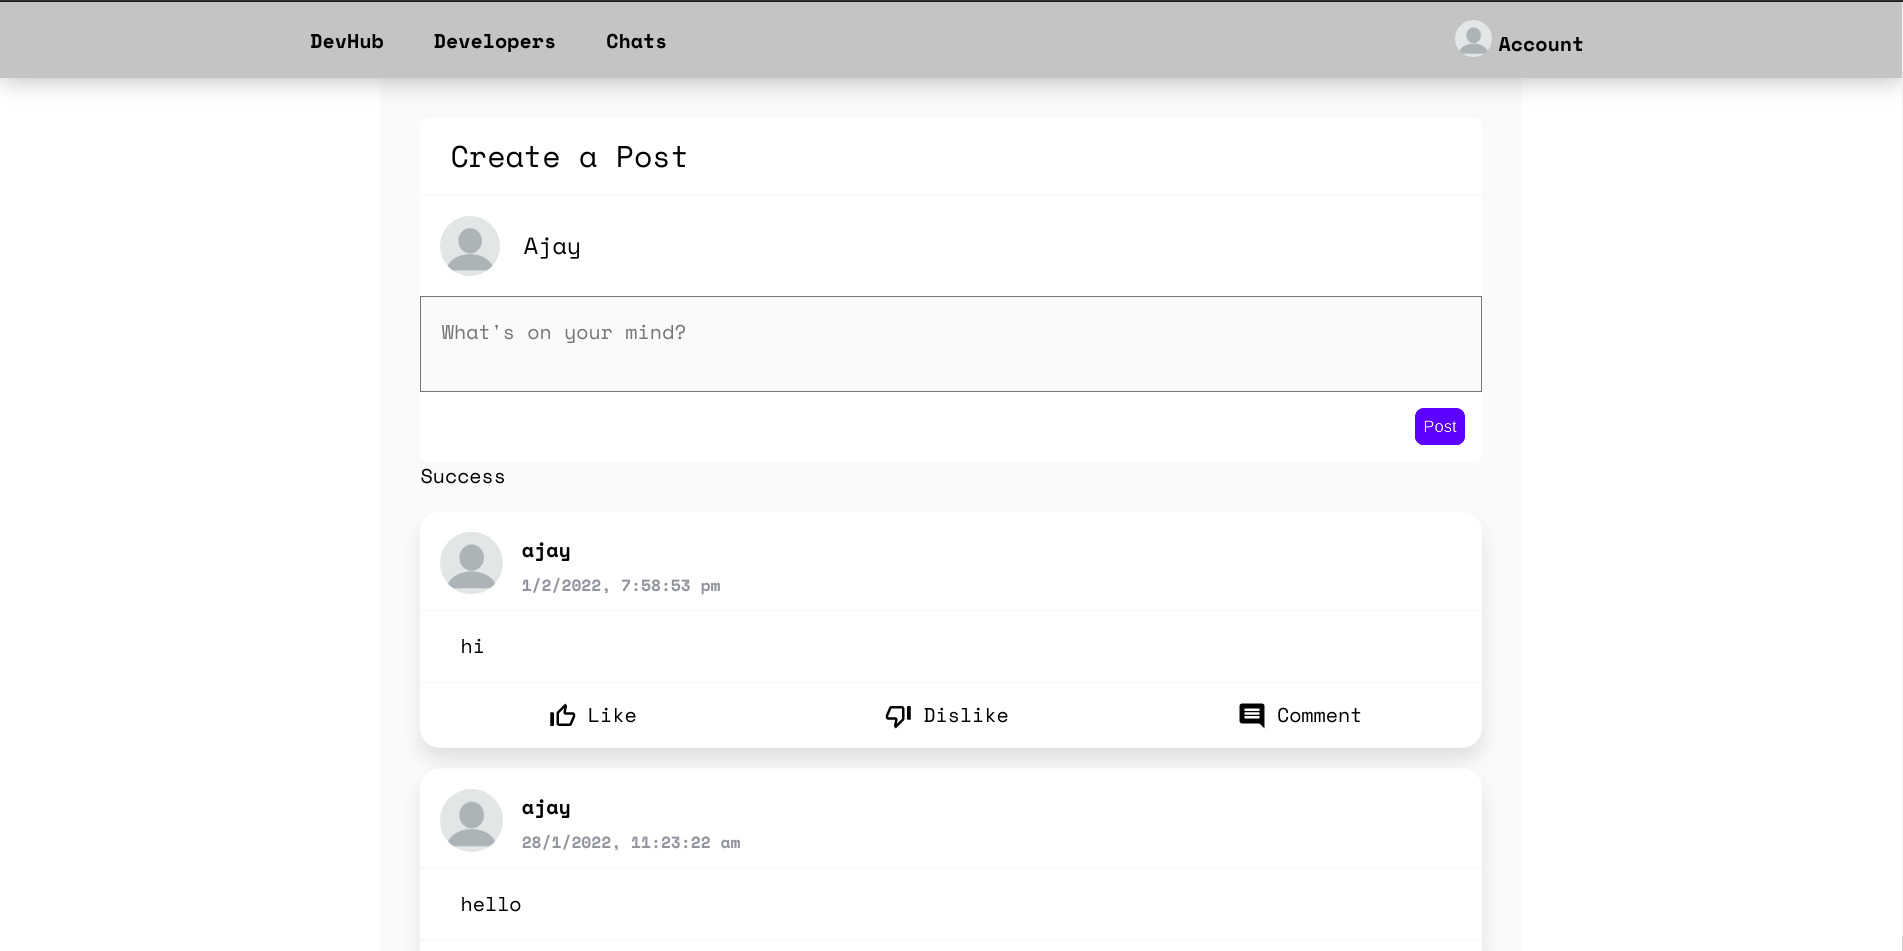 DevHub Developers Chats Account
Create a Post
Ajay
What's on your mind?
Post
Success
ajay
1/2/2022, 7:58:53 pm
hi
Like Dislike Comment
ajay
28/1/2022, 11:23:22 am
hello